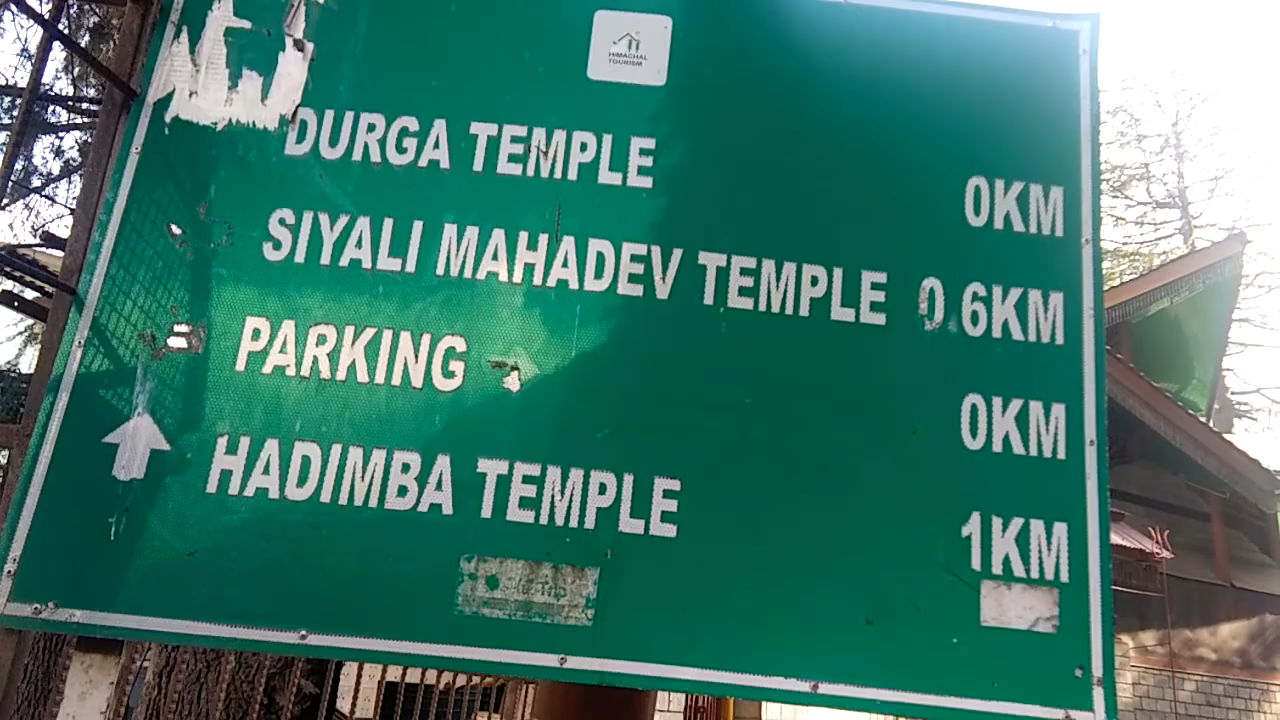 HIMACHAL
TOURISM
DURGA TEMPLE 0KM
SIYALI MAHADEV TEMPLE 0.6KM
PARKING 0KM
HADIMBA TEMPLE 1KM